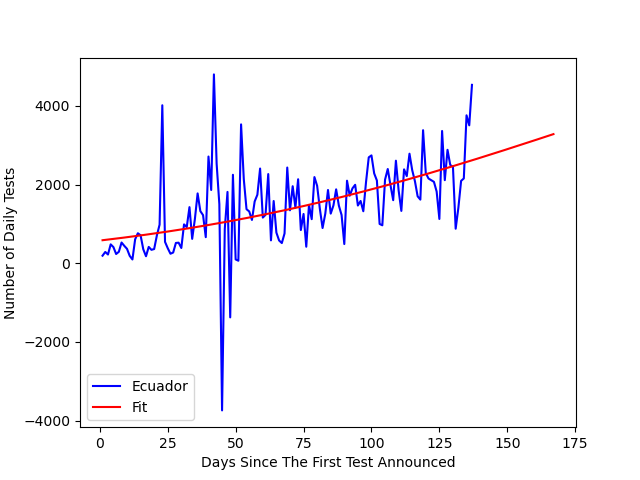 4000
2000
0
−2000
−4000
Number of Daily Tests
Ecuador
Fit
0 25 50 75 100 125 150 175
Days Since The First Test Announced